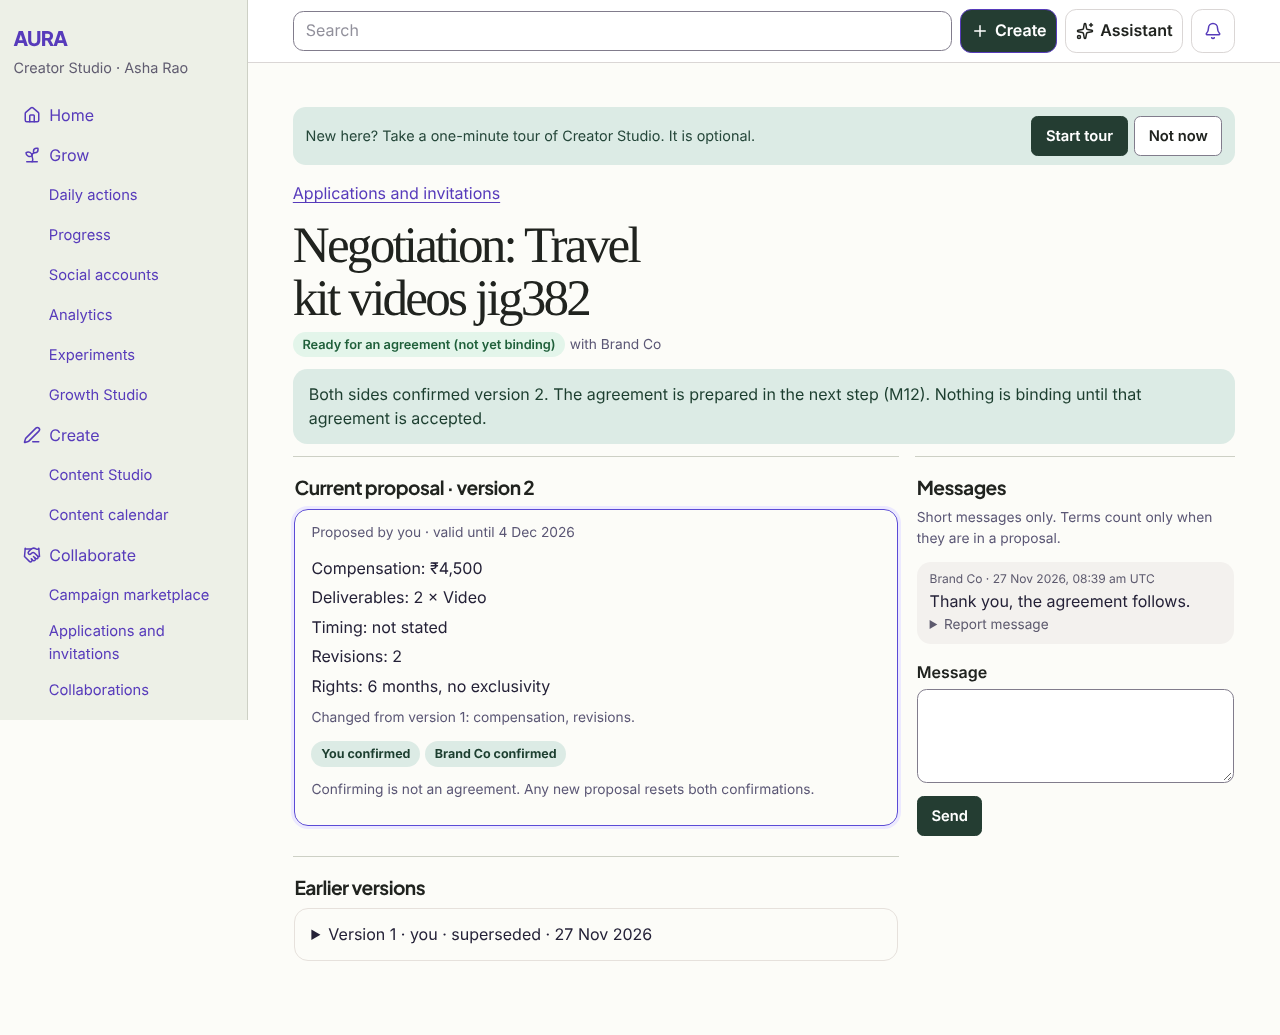 AURA
Creator Studio · Asha Rao
Home
Grow
Daily actions
Progress
Social accounts
Analytics
Experiments
Growth Studio
Create
Content Studio
Content calendar
Collaborate
Campaign marketplace
Applications and
invitations
Collaborations
Search
Create
Assistant
New here? Take a one-minute tour of Creator Studio. It is optional.
Start tour
Not now
Applications and invitations
Negotiation: Travel
kit videos jig382
Ready for an agreement (not yet binding) with Brand Co
Both sides confirmed version 2. The agreement is prepared in the next step (M12). Nothing is binding until that
agreement is accepted.
Current proposal · version 2
Proposed by you · valid until 4 Dec 2026
Compensation: ₹4,500
Deliverables: 2 × Video
Timing: not stated
Revisions: 2
Rights: 6 months, no exclusivity
Changed from version 1: compensation, revisions.
You confirmed
Brand Co confirmed
Confirming is not an agreement. Any new proposal resets both confirmations.
Earlier versions
Version 1 · you · superseded · 27 Nov 2026
Messages
Short messages only. Terms count only when
they are in a proposal.
Brand Co · 27 Nov 2026, 08:39 am UTC
Thank you, the agreement follows.
Report message
Message
Send